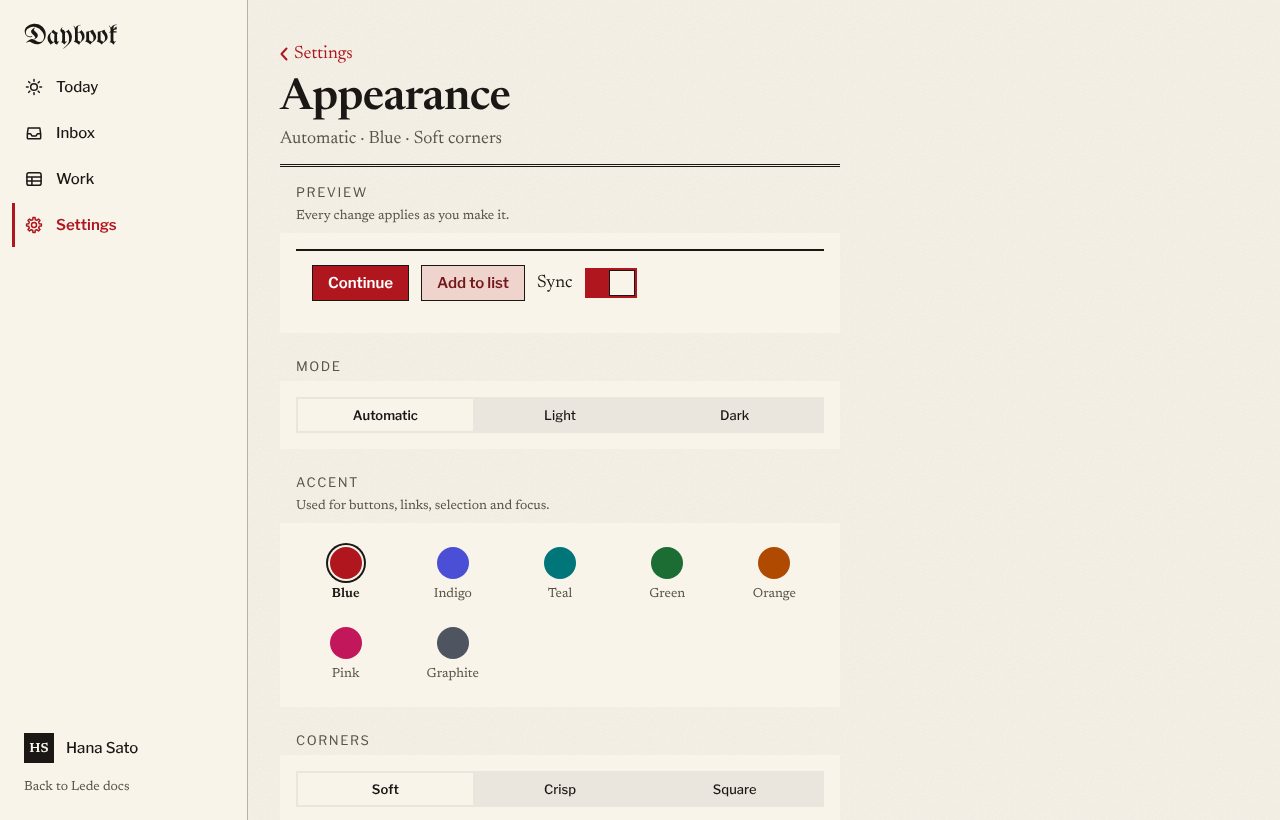 Daybook
Today
Inbox
Work
Settings
HS
Hana Sato
Back to Lede docs
Settings
Appearance
Automatic · Blue · Soft corners
PREVIEW
Every change applies as you make it.
Continue Add to list Sync
MODE
Automatic Light Dark
ACCENT
Used for buttons, links, selection and focus.
Blue Indigo Teal Green Orange
Pink Graphite
CORNERS
Soft Crisp Square